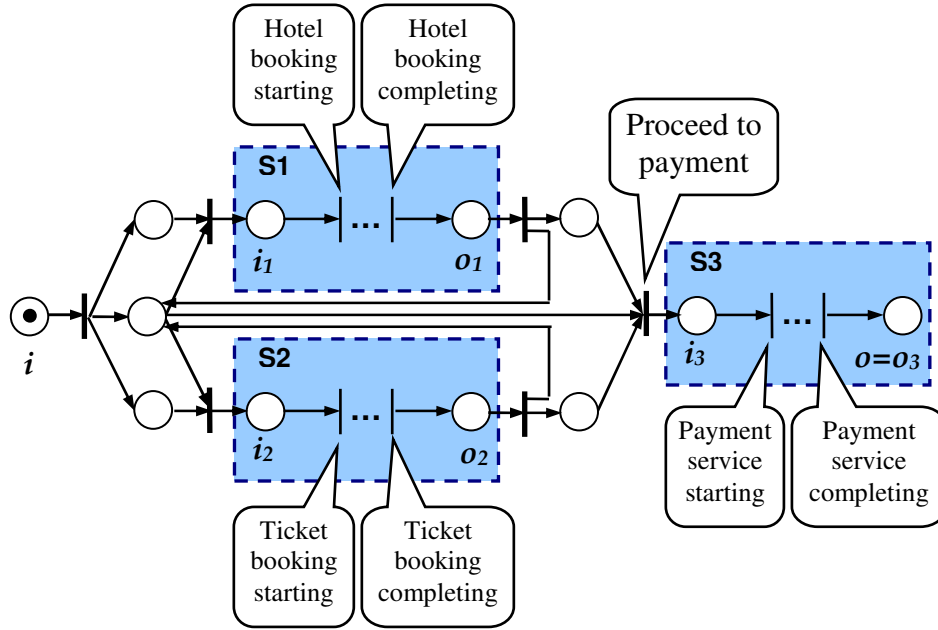 Hotel
booking
starting
Hotel
booking
completing
Proceed to
payment
S1
...
i1
o1
S3
...
i3
o=o3
i
S2
...
i2
o2
Payment
service
starting
Payment
service
completing
Ticket
booking
starting
Ticket
booking
completing